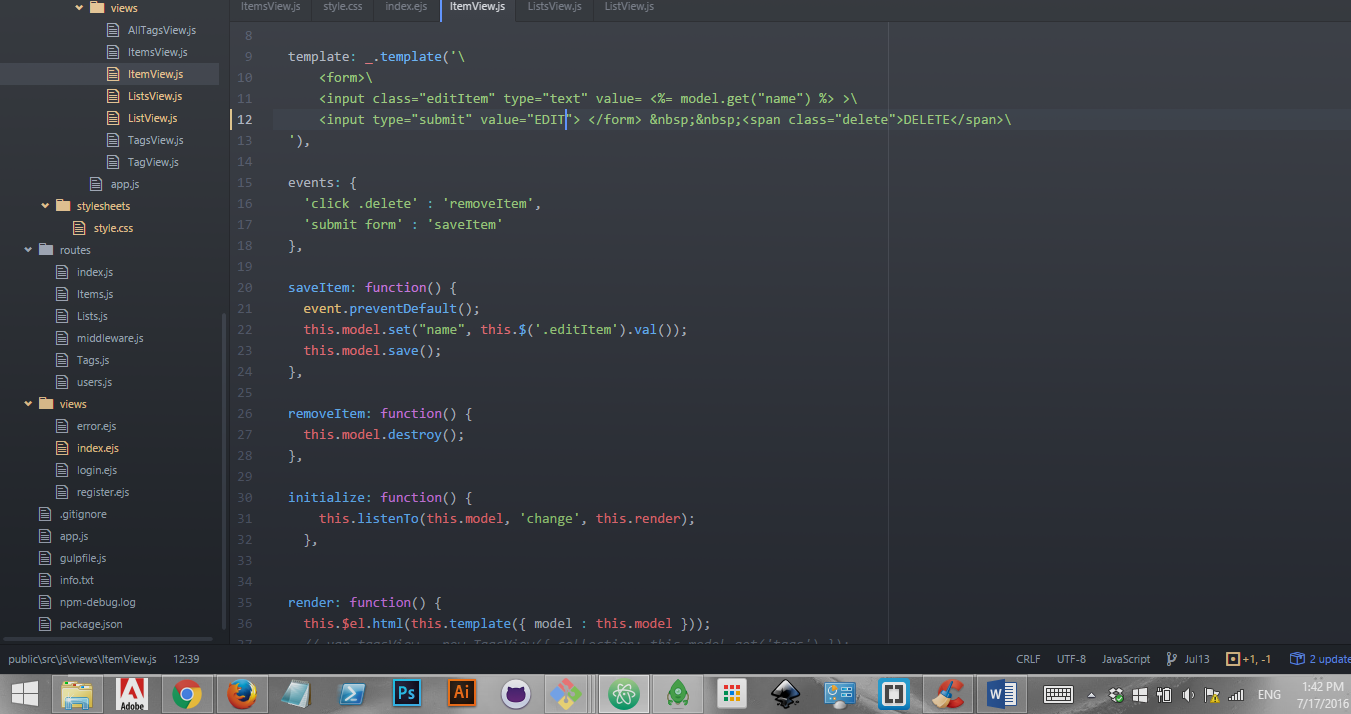 views
AllTagsView.js
ItemsView.js
ItemView.js
ListsView.js
ListView.js
TagsView.js
TagView.js
app.js
stylesheets
style.css
routes
index.js
Items.js
Lists.js
middleware.js
Tags.js
users.js
views
error.ejs
index.ejs
login.ejs
register.ejs
.gitignore
app.js
gulpfile.js
info.txt
npm-debug.log
package.json
ItemsView.js style.css index.ejs ItemView.js ListsView.js ListView.js
8
9 template: _.template('\
10 <form>\
11 <input class="editItem" type="text" value= <%= model.get("name") %> >\
12 <input type="submit" value="EDIT"> </form> &nbsp;&nbsp;<span class="delete">DELETE</span>\
13 '),
14
15 events: {
16 'click .delete' : 'removeItem',
17 'submit form' : 'saveItem'
18 },
19
20 saveItem: function() {
21 event.preventDefault();
22 this.model.set("name", this.$('.editItem').val());
23 this.model.save();
24 },
25
26 removeItem: function() {
27 this.model.destroy();
28 },
29
30 initialize: function() {
31 this.listenTo(this.model, 'change', this.render);
32 },
33
34
35 render: function() {
36 this.$el.html(this.template({ model : this.model }));
37 // var tagsView = new TagsView({ collection: this.model.get('tags') });
public\src\js\views\ItemView.js 12:39 CRLF UTF-8 JavaScript Jul13 +1, -1 2 update
Adobe Ps Ai W ENG 1:42 PM
7/17/2016